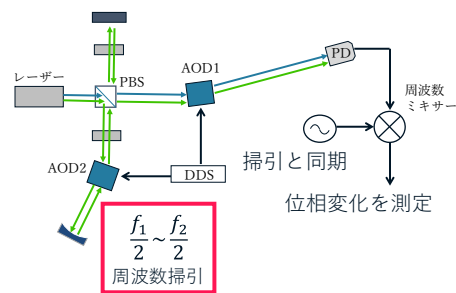 レーザー
PBS
AOD1
PD
周波数
ミキサー
AOD2
DDS
掃引と同期
位相変化を測定
f₁/2 ~ f₂/2
周波数掃引